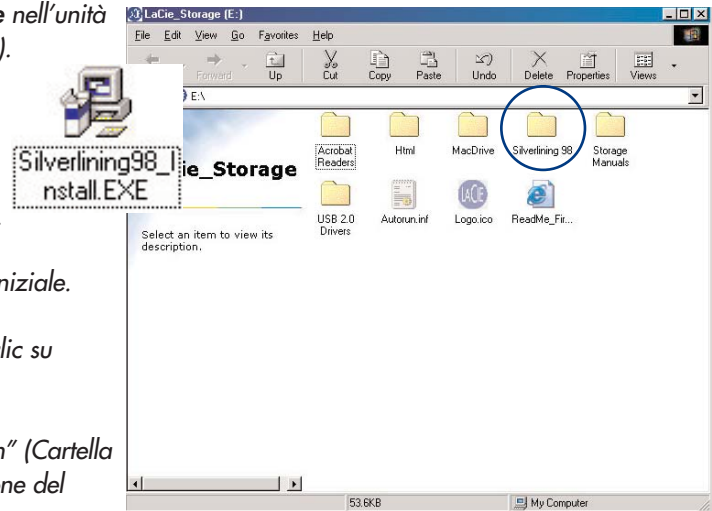 e nell'unità
).
niziale.
lic su
n" (Cartella
ne del
Silverlining98_I
nstall.EXE
LaCie_Storage (E:)
File Edit View Go Favorites Help
Forward Up Cut Copy Paste Undo Delete Properties Views
E:\
ie_Storage
Select an item to view its
description.
Acrobat
Readers
Html
MacDrive
Silverlining 98
Storage
Manuals
USB 2.0
Drivers
Autorun.inf
LACIE
Logo.ico
ReadMe_Fir...
53.6KB
My Computer